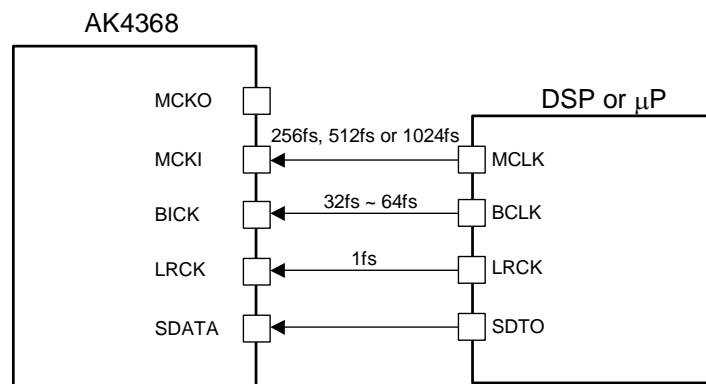 AK4368
DSP or μP
MCKO
256fs, 512fs or 1024fs
MCKI
MCLK
32fs ~ 64fs
BICK
BCLK
1fs
LRCK
LRCK
SDATA
SDTO